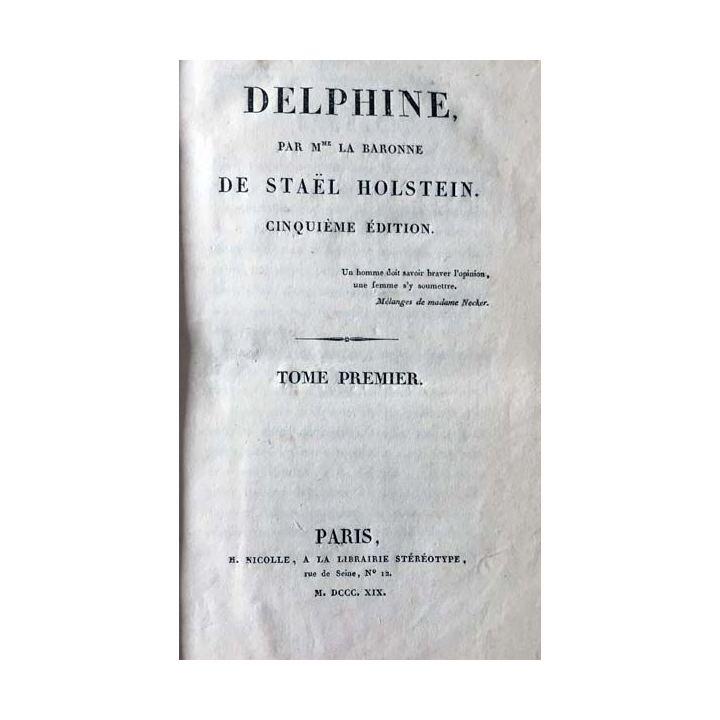 DELPHINE,
PAR MME LA BARONNE
DE STAËL HOLSTEIN.
CINQUIÈME ÉDITION.
Un homme doit savoir braver l'opinion,
une femme s'y soumettre.
Mélanges de madame Necker.
TOME PREMIER.
PARIS,
H. NICOLLE, A LA LIBRAIRIE STÉRÉOTYPE,
rue de Seine, Nº 12.
M. DCCC. XIX.